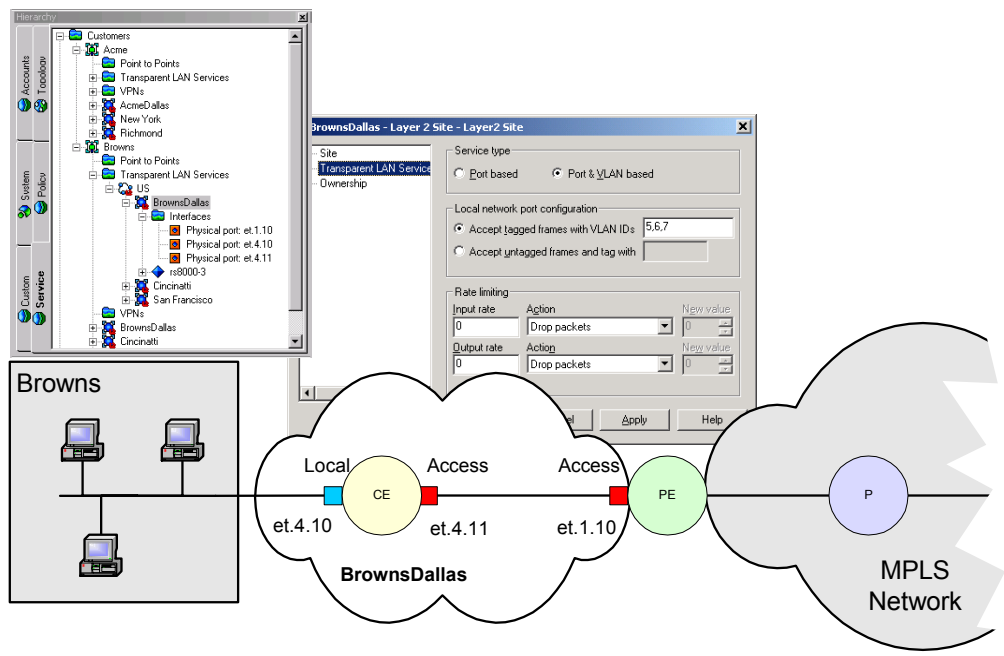 Hierarchy
Accounts
Topology
System
Policy
Custom
Service
Customers
Acme
Point to Points
Transparent LAN Services
VPNs
AcmeDallas
New York
Richmond
Browns
Point to Points
Transparent LAN Services
US
BrownsDallas
Interfaces
Physical port: et.1.10
Physical port: et.4.10
Physical port: et.4.11
rs8000-3
Cincinatti
San Francisco
VPNs
BrownsDallas
Cincinatti
BrownsDallas - Layer 2 Site - Layer2 Site
Site
Transparent LAN Service
Ownership
Service type
Port based
Port & VLAN based
Local network port configuration
Accept tagged frames with VLAN IDs 5,6,7
Accept untagged frames and tag with
Rate limiting
Input rate Action New value
0 Drop packets 0
Output rate Action New value
0 Drop packets 0
Apply Help
Browns
Local
CE
Access
Access
PE
P
et.4.10
et.4.11
et.1.10
BrownsDallas
MPLS
Network